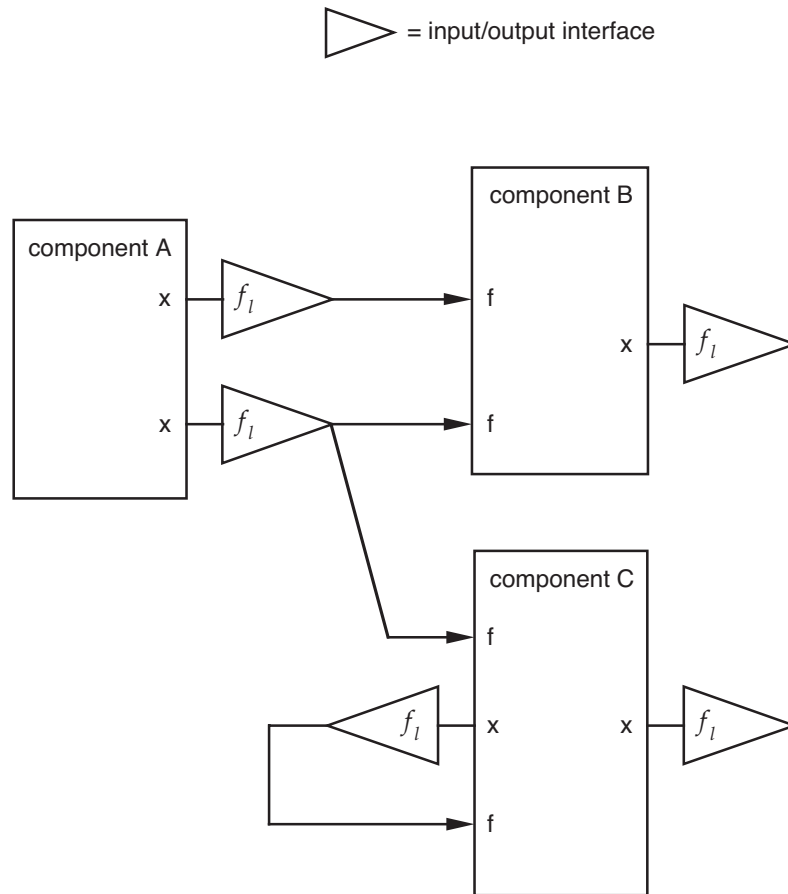 = input/output interface
component A
x
f_l
x
f_l
component B
f
f
x
f_l
component C
f
x
f_l
f
x
f_l